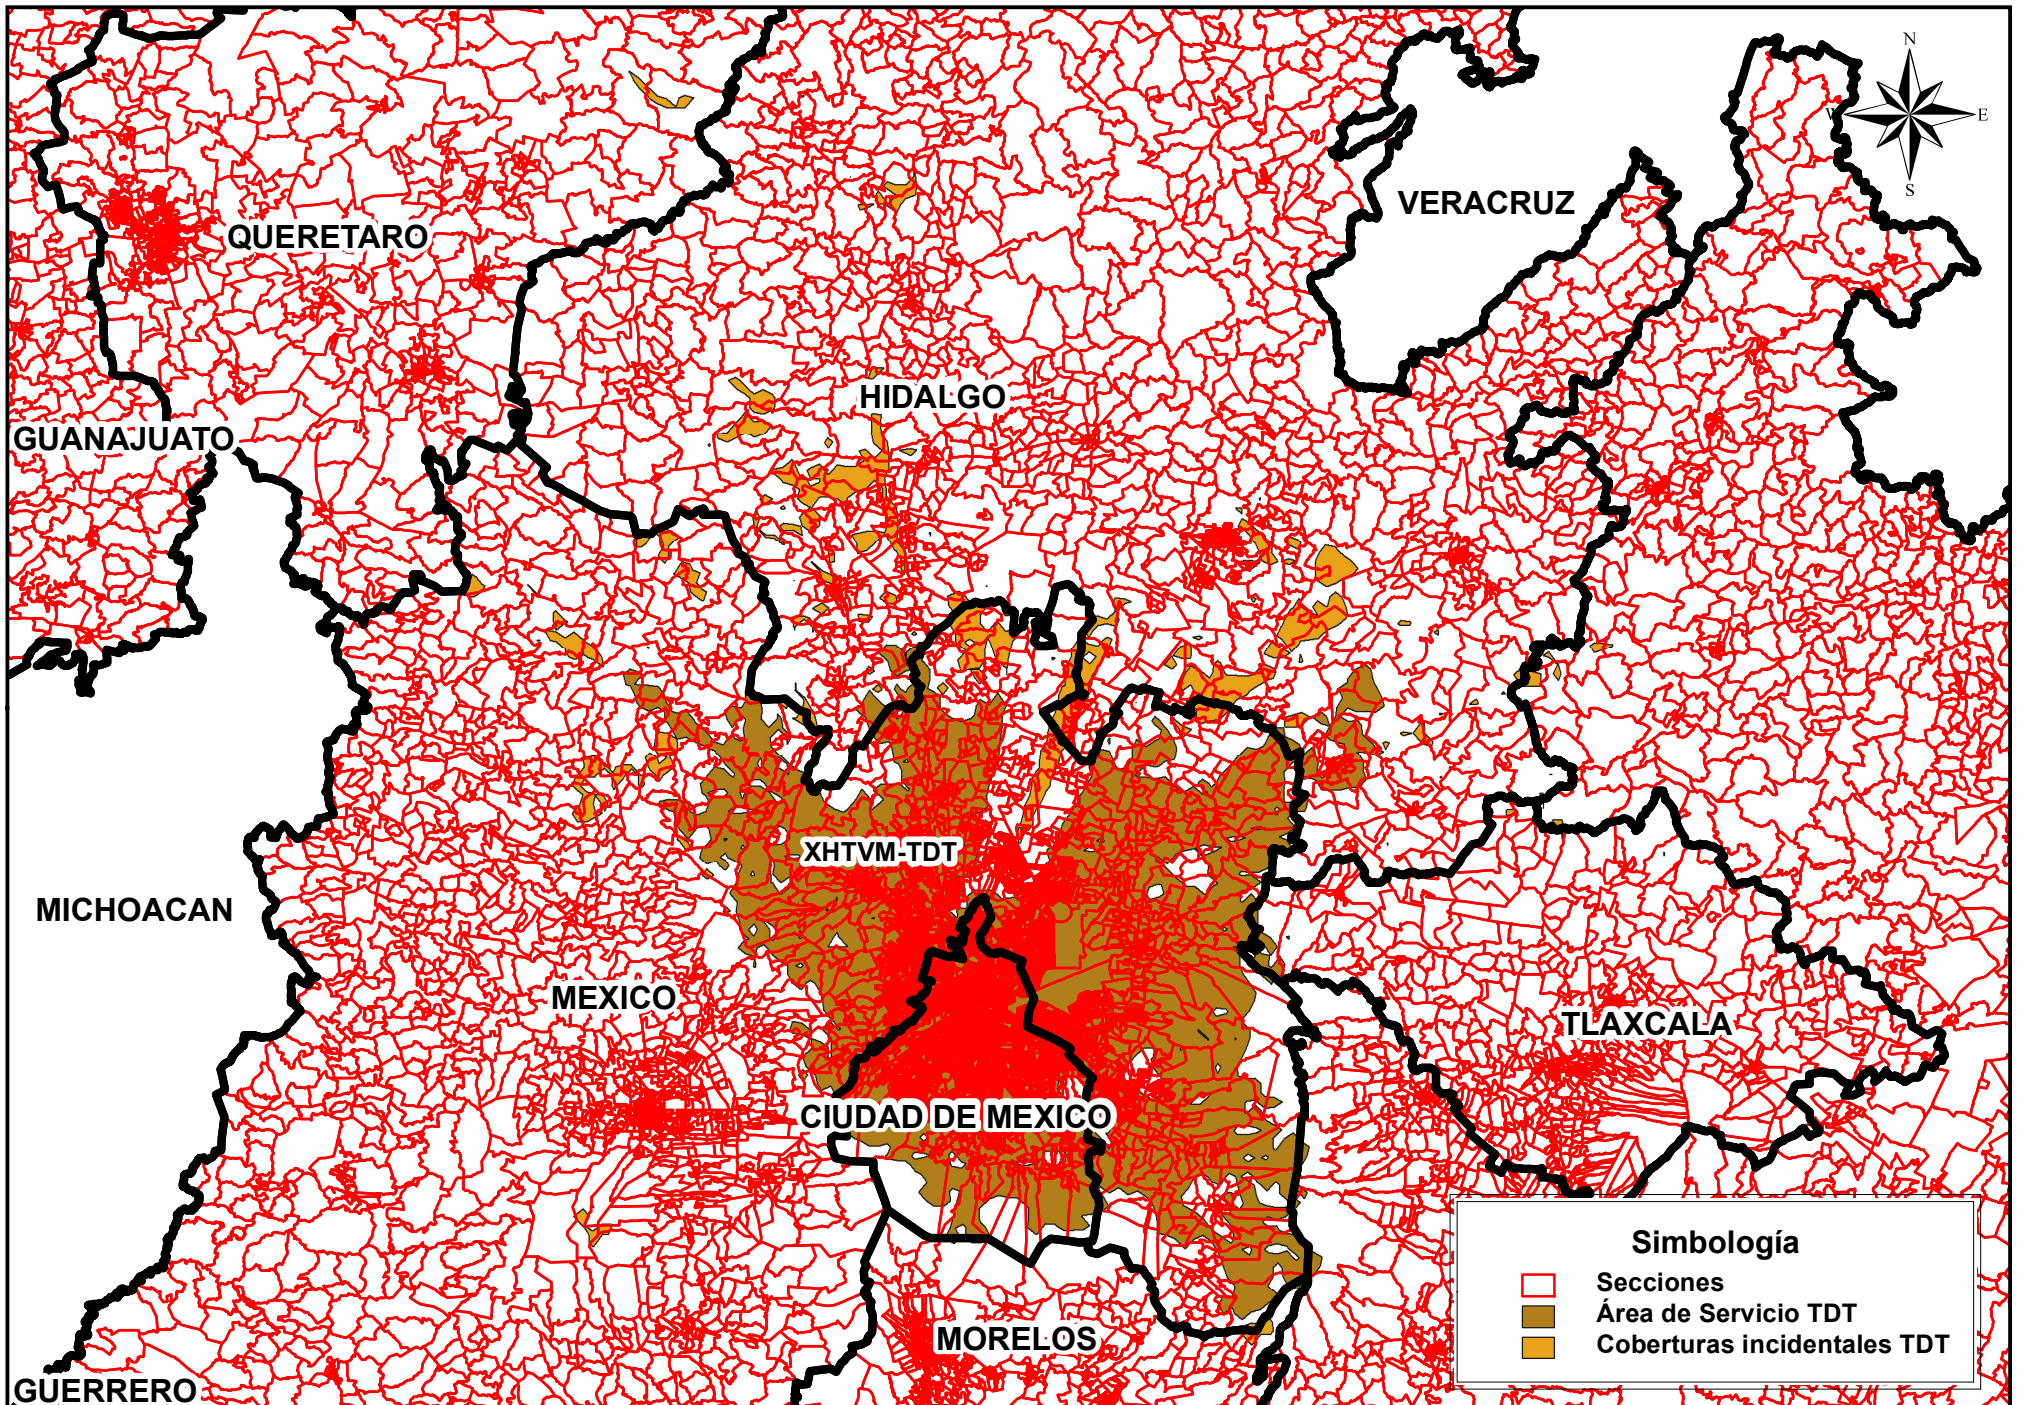 N
W
E
S
VERACRUZ
QUERETARO
HIDALGO
GUANAJUATO
XHTVM-TDT
MICHOACAN
MEXICO
TLAXCALA
CIUDAD DE MEXICO
MORELOS
GUERRERO
Simbología
Secciones
Área de Servicio TDT
Coberturas incidentales TDT